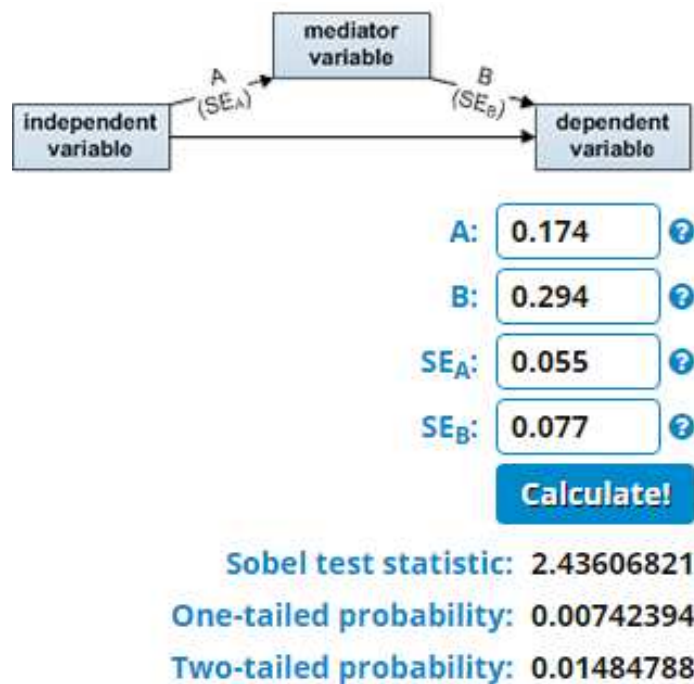 mediator
variable
A
(SEA)
B
(SEB)
independent
variable
dependent
variable
A: 0.174 ?
B: 0.294 ?
SEA: 0.055 ?
SEB: 0.077 ?
Calculate!
Sobel test statistic: 2.43606821
One-tailed probability: 0.00742394
Two-tailed probability: 0.01484788